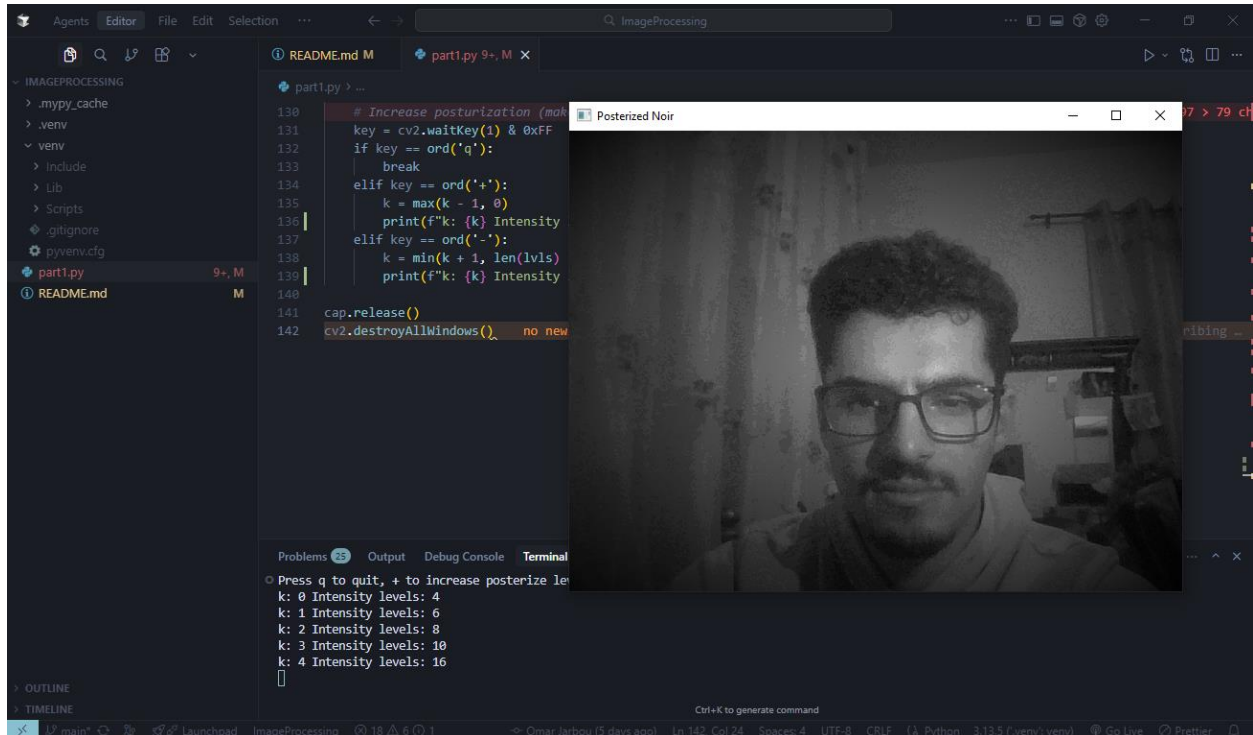 Agents Editor File Edit Selection ... ImageProcessing
IMAGEPROCESSING
> .mypy_cache
> .venv
venv
> Include
> Lib
> Scripts
.gitignore
pyvenv.cfg
part1.py 9+, M
README.md M
> OUTLINE
> TIMELINE
README.md M part1.py 9+, M ×
part1.py > ...
130 # Increase posturization (mak
97 > 79 ch
131 key = cv2.waitKey(1) & 0xFF
132 if key == ord('q'):
133 break
134 elif key == ord('+'):
135 k = max(k - 1, 0)
136 print(f"k: {k} Intensity
137 elif key == ord('-'):
138 k = min(k + 1, len(lvls)
139 print(f"k: {k} Intensity
140
141 cap.release()
142 cv2.destroyAllWindows() no new
ribing ...
Posterized Noir
Problems 25 Output Debug Console Terminal
Press q to quit, + to increase posterize le
k: 0 Intensity levels: 4
k: 1 Intensity levels: 6
k: 2 Intensity levels: 8
k: 3 Intensity levels: 10
k: 4 Intensity levels: 16
Ctrl+K to generate command
main* Launchpad ImageProcessing 18 6 1 Omar Jarbou (5 days ago) Ln 142, Col 24 Spaces: 4 UTF-8 CRLF Python 3.13.5 (.venv: venv) Go Live Prettier